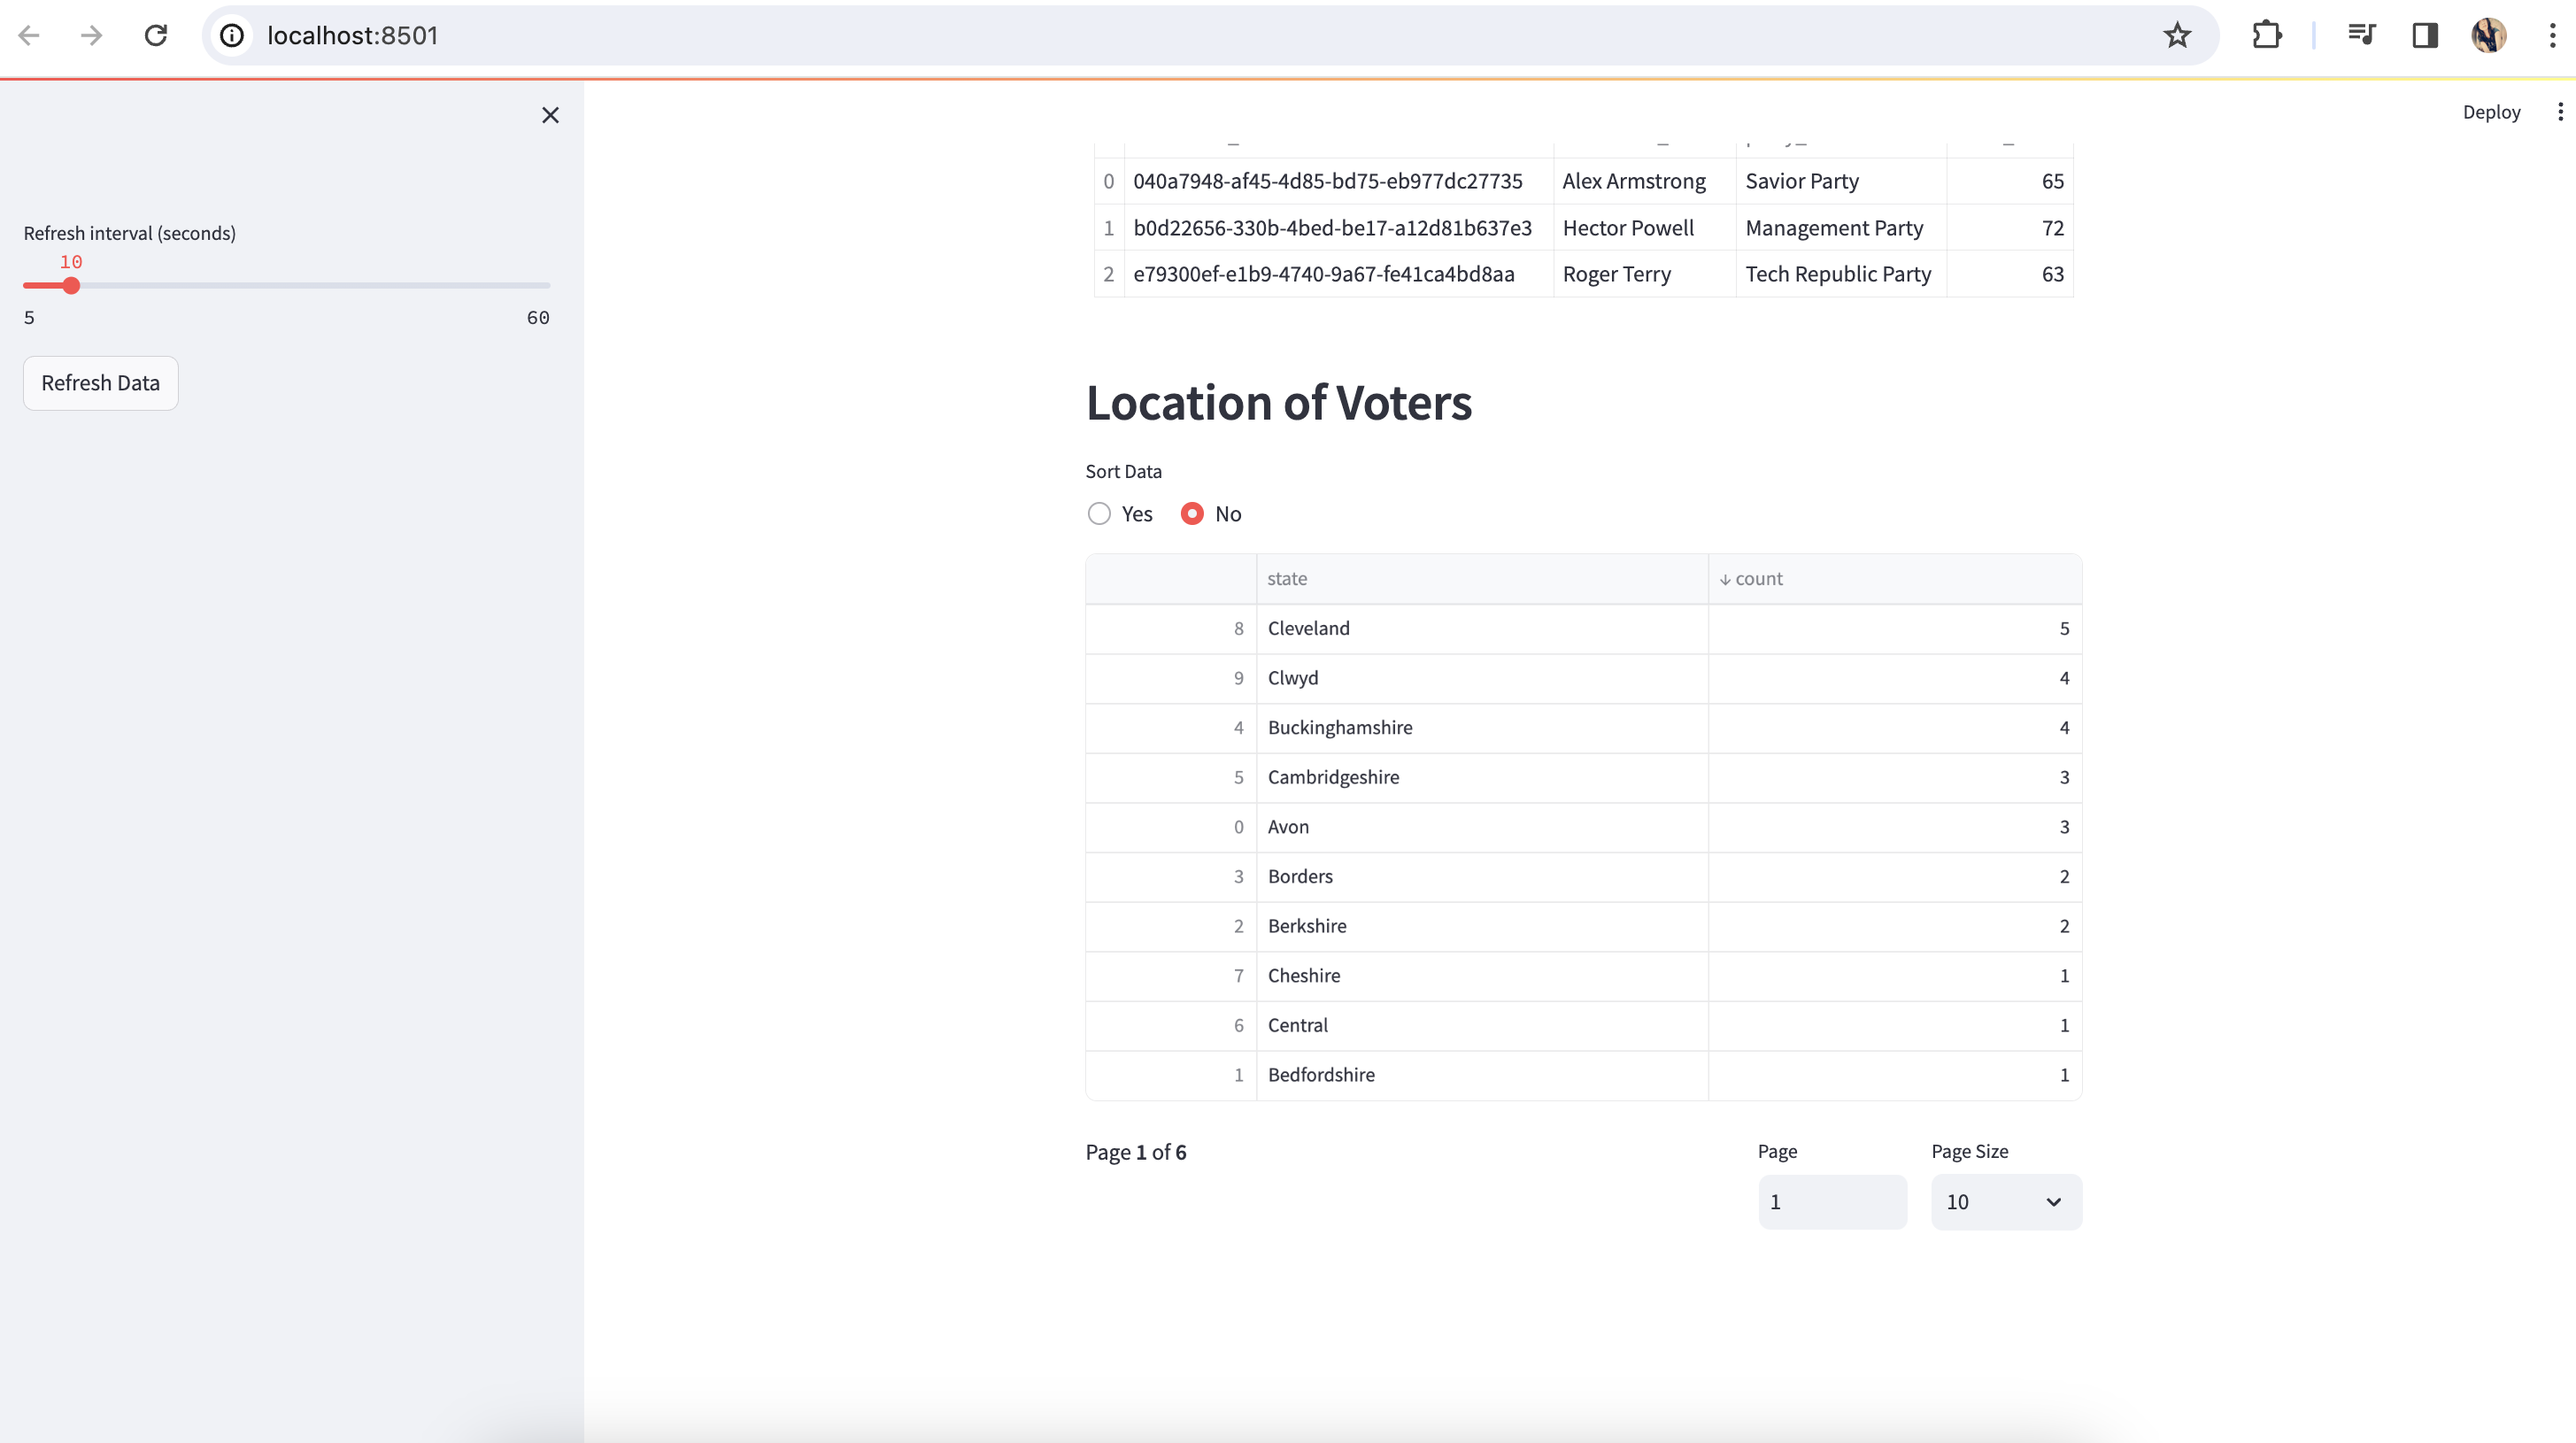 localhost:8501
Deploy
Refresh interval (seconds)
10
5 60
Refresh Data
0 040a7948-af45-4d85-bd75-eb977dc27735 Alex Armstrong Savior Party 65
1 b0d22656-330b-4bed-be17-a12d81b637e3 Hector Powell Management Party 72
2 e79300ef-e1b9-4740-9a67-fe41ca4bd8aa Roger Terry Tech Republic Party 63
Location of Voters
Sort Data
Yes No
state ↓ count
8 Cleveland 5
9 Clwyd 4
4 Buckinghamshire 4
5 Cambridgeshire 3
0 Avon 3
3 Borders 2
2 Berkshire 2
7 Cheshire 1
6 Central 1
1 Bedfordshire 1
Page 1 of 6
Page Page Size
1 10